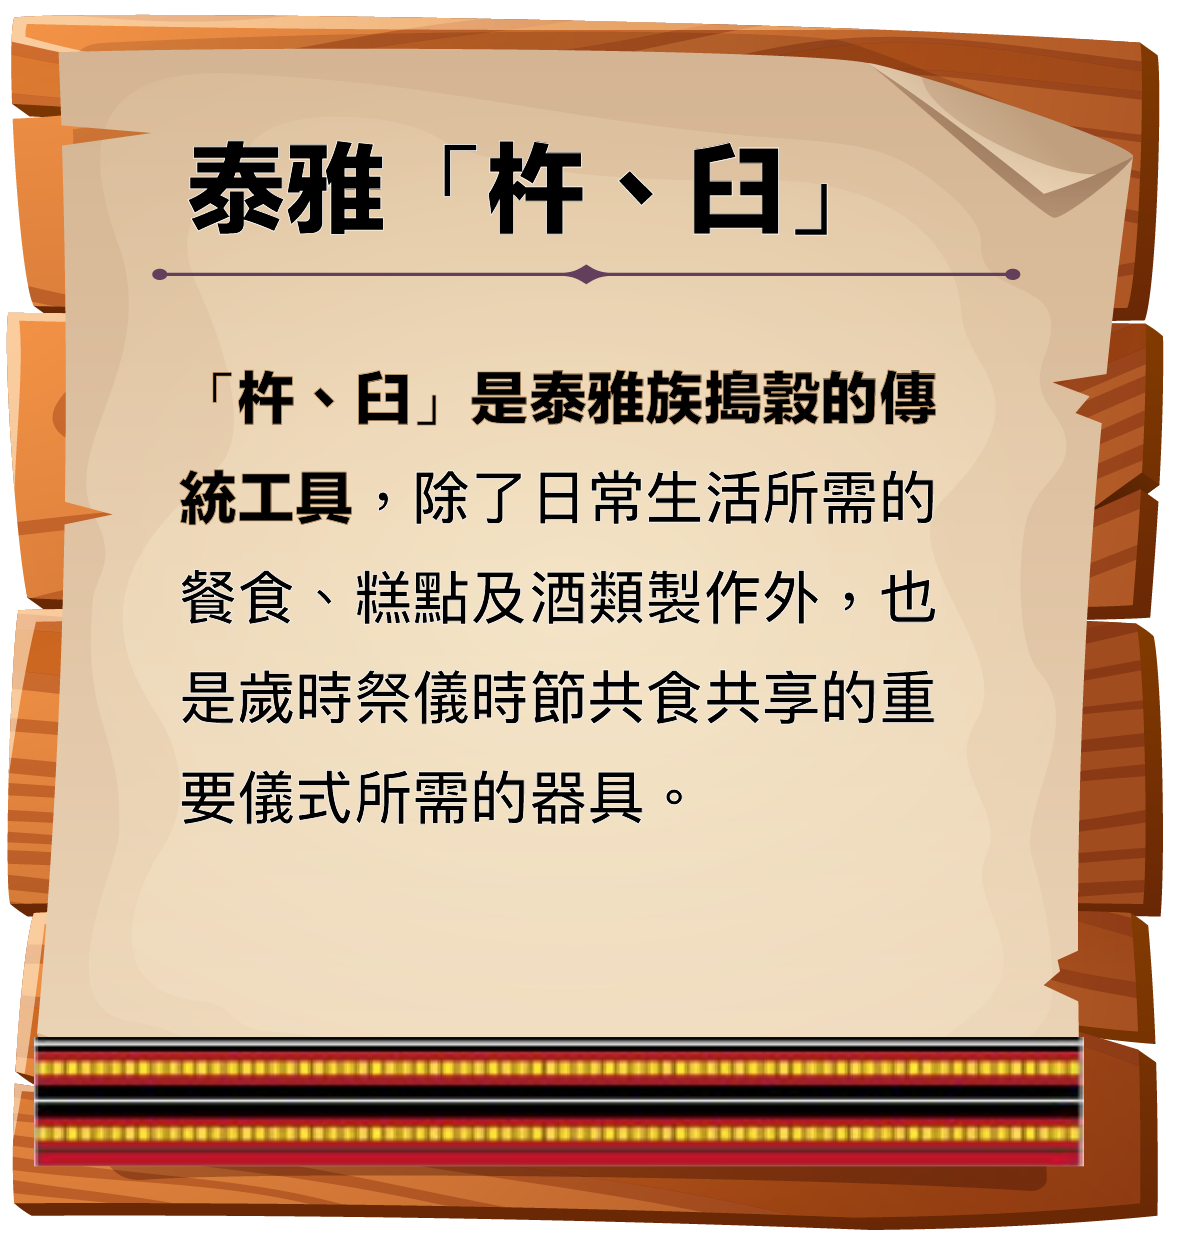 泰雅「杵、臼」
「杵、臼」是泰雅族搗穀的傳
統工具，除了日常生活所需的
餐食、糕點及酒類製作外，也
是歲時祭儀時節共食共享的重
要儀式所需的器具。